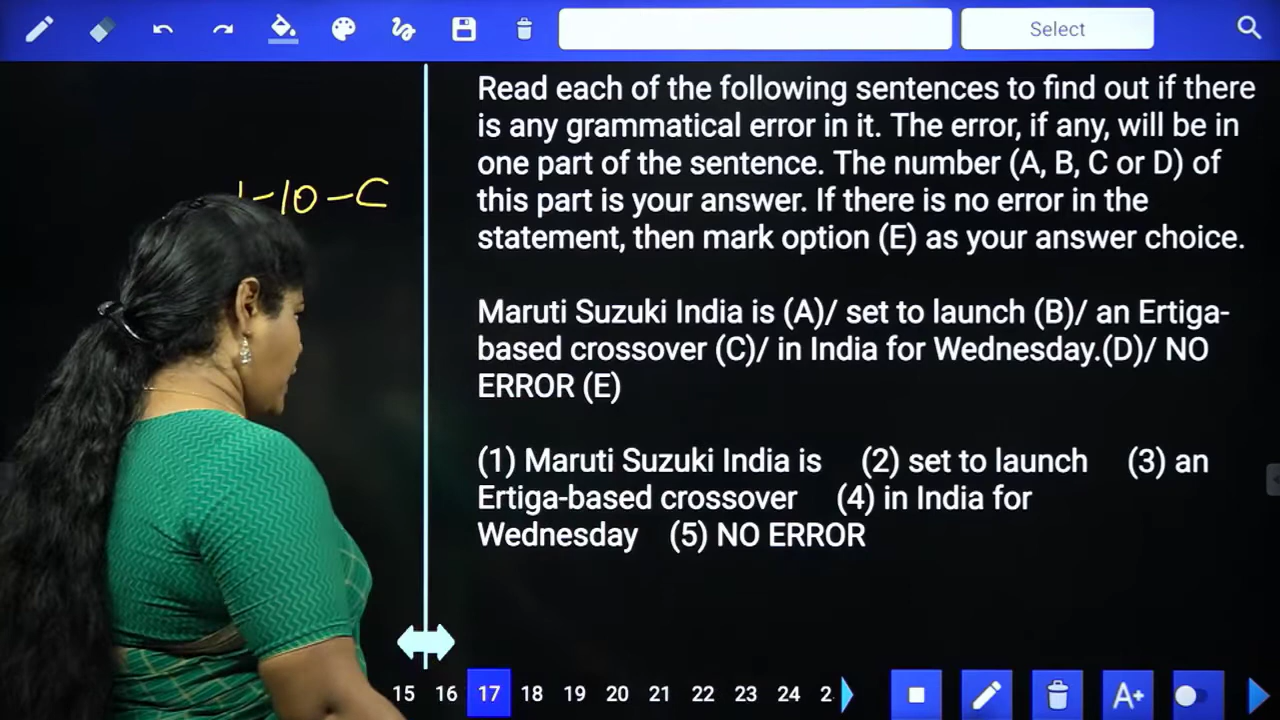 Select
Read each of the following sentences to find out if there
is any grammatical error in it. The error, if any, will be in
one part of the sentence. The number (A, B, C or D) of
this part is your answer. If there is no error in the
statement, then mark option (E) as your answer choice.
-10-C
Maruti Suzuki India is (A)/ set to launch (B)/ an Ertiga-
based crossover (C)/ in India for Wednesday.(D)/ NO
ERROR (E)
(1) Maruti Suzuki India is (2) set to launch (3) an
Ertiga-based crossover (4) in India for
Wednesday (5) NO ERROR
15 16 17 18 19 20 21 22 23 24 2
A+